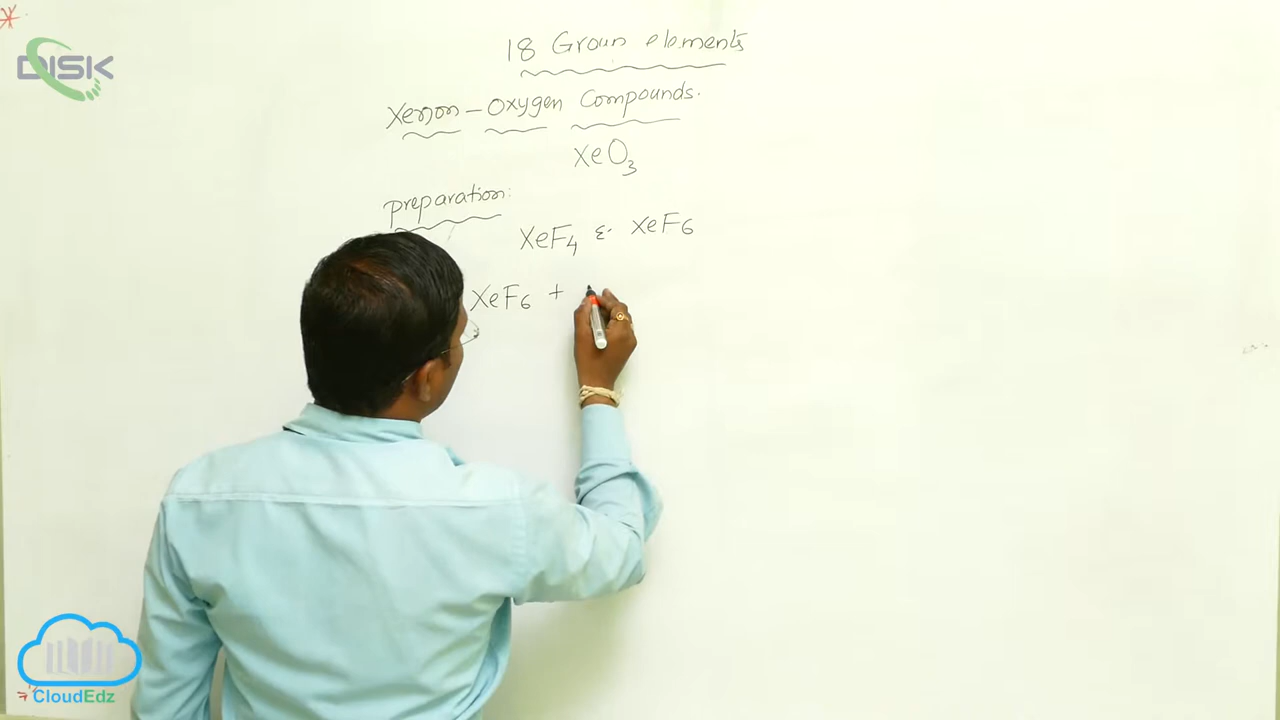 DISK
18 Group elements
Xenon - Oxygen Compounds.
XeO₃
preparation:
XeF₄ & XeF₆
XeF₆ +
CloudEdz